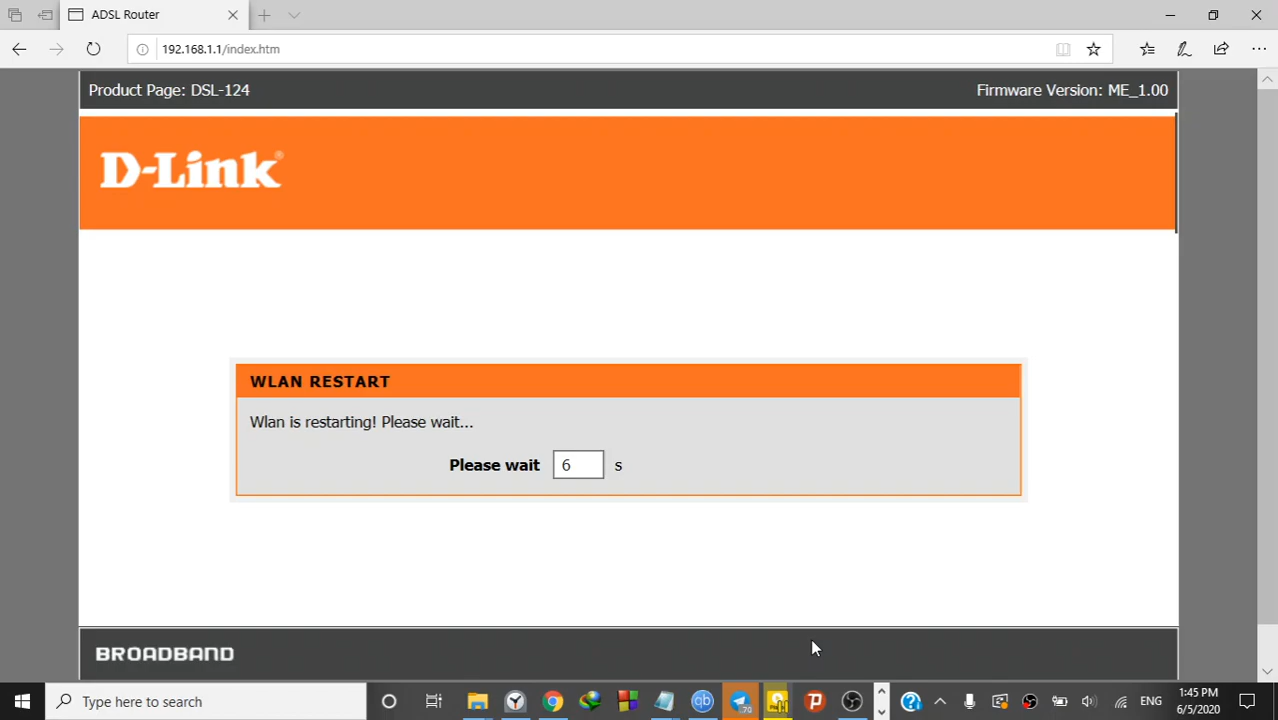 ADSL Router
192.168.1.1/index.htm
Product Page: DSL-124
Firmware Version: ME_1.00
D-Link®
WLAN RESTART
Wlan is restarting! Please wait...
Please wait 6 s
BROADBAND
Type here to search
70
ENG
1:45 PM
6/5/2020